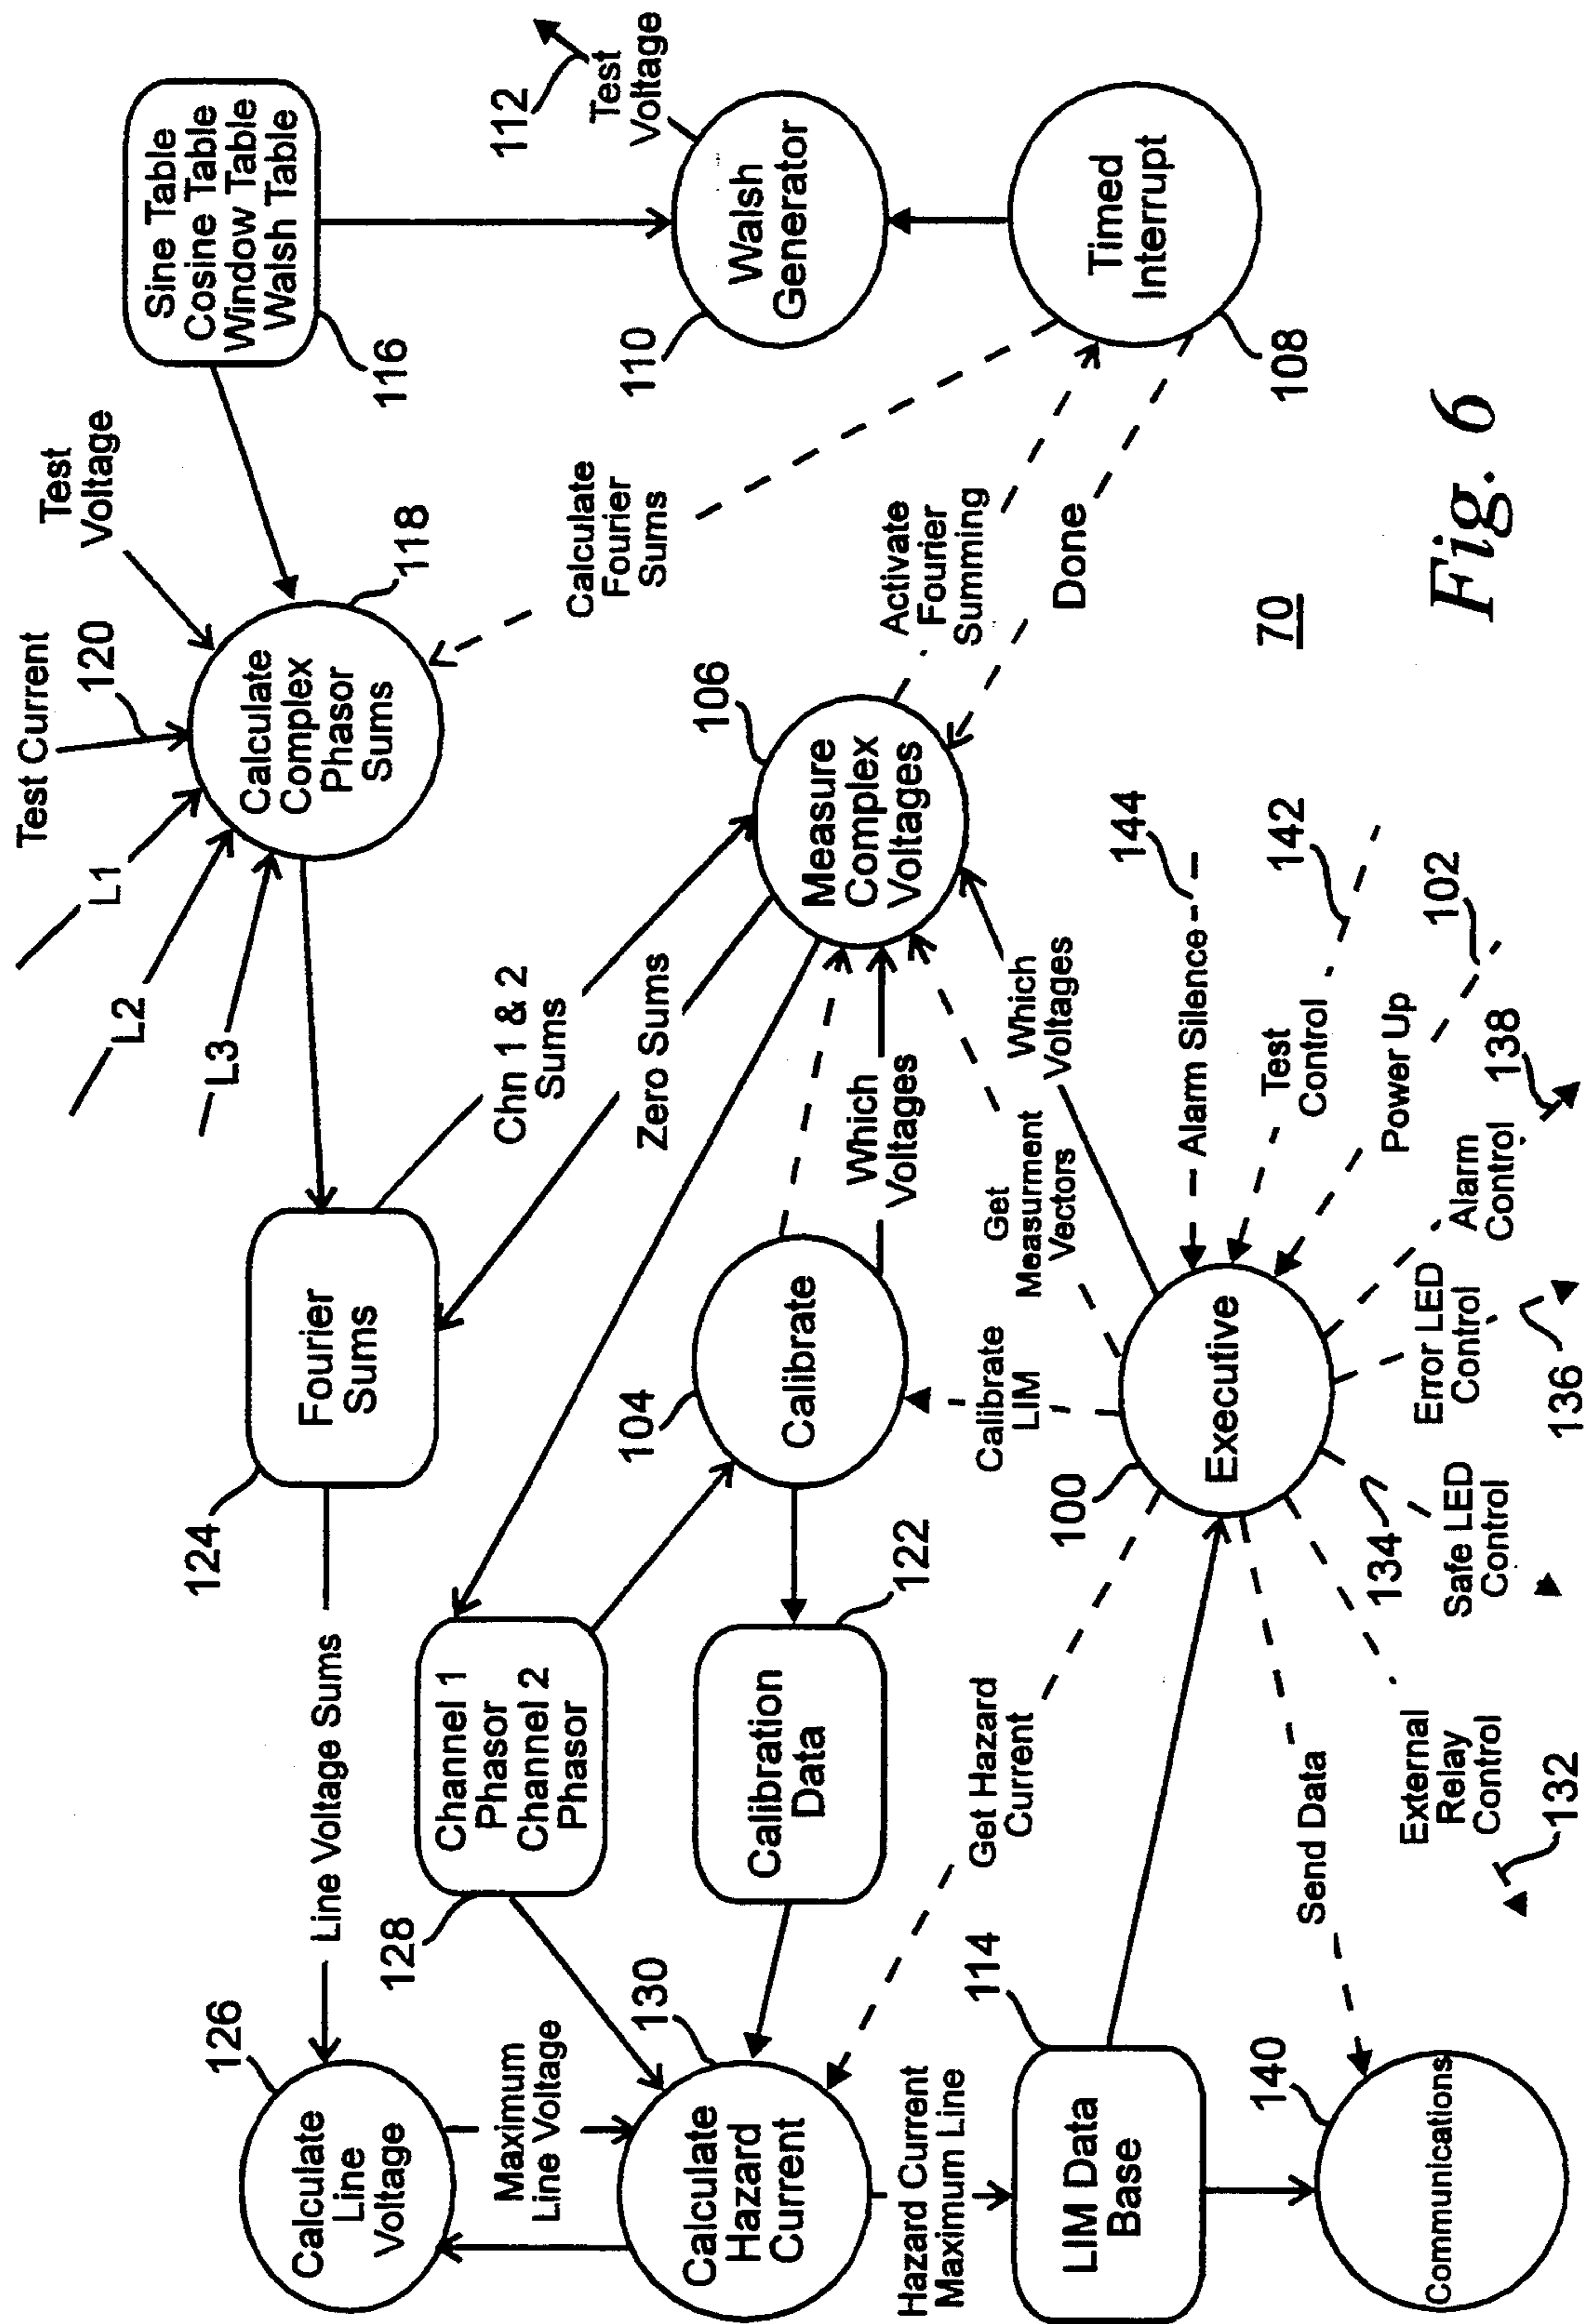 Sine Table
Cosine Table
Window Table
Walsh Table
116
Test
Voltage
Test Current
120
L1
L2
L3
Calculate
Complex
Phasor
Sums
118
112
Test
Voltage
Walsh
Generator
110
Timed
Interrupt
108
Calculate
Fourier
Sums
Activate
Fourier
Summing
Done
Fourier
Sums
124
Chn 1 & 2
Sums
Zero Sums
Measure
Complex
Voltages
106
Line Voltage Sums
Calculate
Line
Voltage
126
Maximum
Line Voltage
Channel 1
Phasor
Channel 2
Phasor
128
Calibrate
104
Which
Voltages
Calibration
Data
122
Calculate
Hazard
Current
130
Get
Measurment
Vectors
Which
Voltages
Calibrate
LIM
Get Hazard
Current
Hazard Current
Maximum Line
LIM Data
Base
114
Executive
100
Alarm Silence
144
Test
Control
142
Power Up
102
Alarm
Control
138
Error LED
Control
136
Safe LED
Control
134
External
Relay
Control
132
Send Data
Communications
140
70
Fig. 6